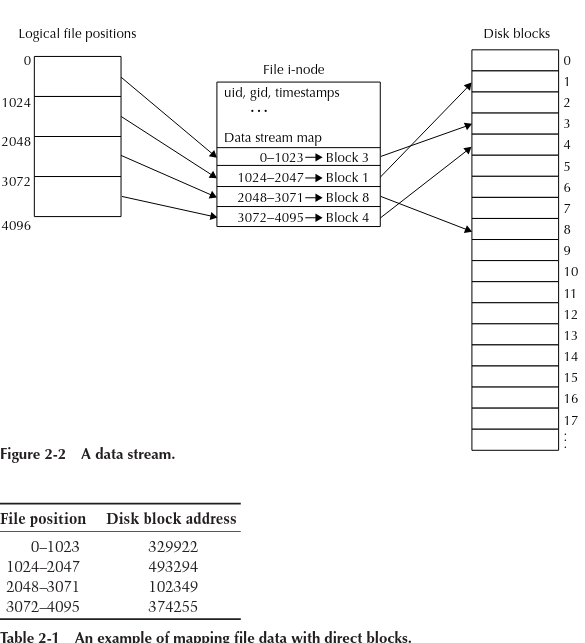 Logical file positions
Disk blocks
0
1024
2048
3072
4096
File i-node
uid, gid, timestamps
...
Data stream map
0–1023 → Block 3
1024–2047 → Block 1
2048–3071 → Block 8
3072–4095 → Block 4
0
1
2
3
4
5
6
7
8
9
10
11
12
13
14
15
16
17
⋮
Figure 2-2 A data stream.
File position Disk block address
0–1023 329922
1024–2047 493294
2048–3071 102349
3072–4095 374255
Table 2-1 An example of mapping file data with direct blocks.